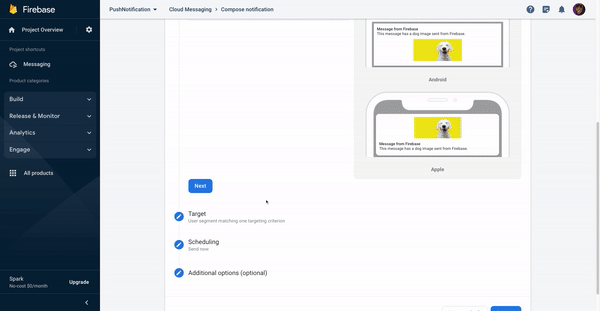 Firebase
PushNotification
Cloud Messaging
Compose notification
Project Overview
Project shortcuts
Messaging
Product categories
Build
Release & Monitor
Analytics
Engage
All products
Spark
No-cost $0/month
Upgrade
Message from Firebase
This message has a dog image sent from Firebase
Android
Message from Firebase
This message has a dog image sent from Firebase
Apple
Next
Target
User segment matching one targeting criterion
Scheduling
Send now
Additional options (optional)